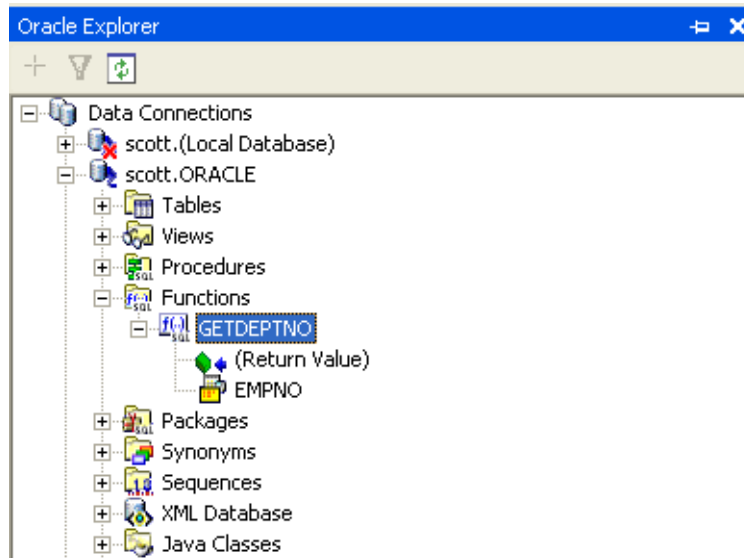 Oracle Explorer
Data Connections
scott.(Local Database)
scott.ORACLE
Tables
Views
Procedures
Functions
GETDEPTNO
(Return Value)
EMPNO
Packages
Synonyms
Sequences
XML Database
Java Classes